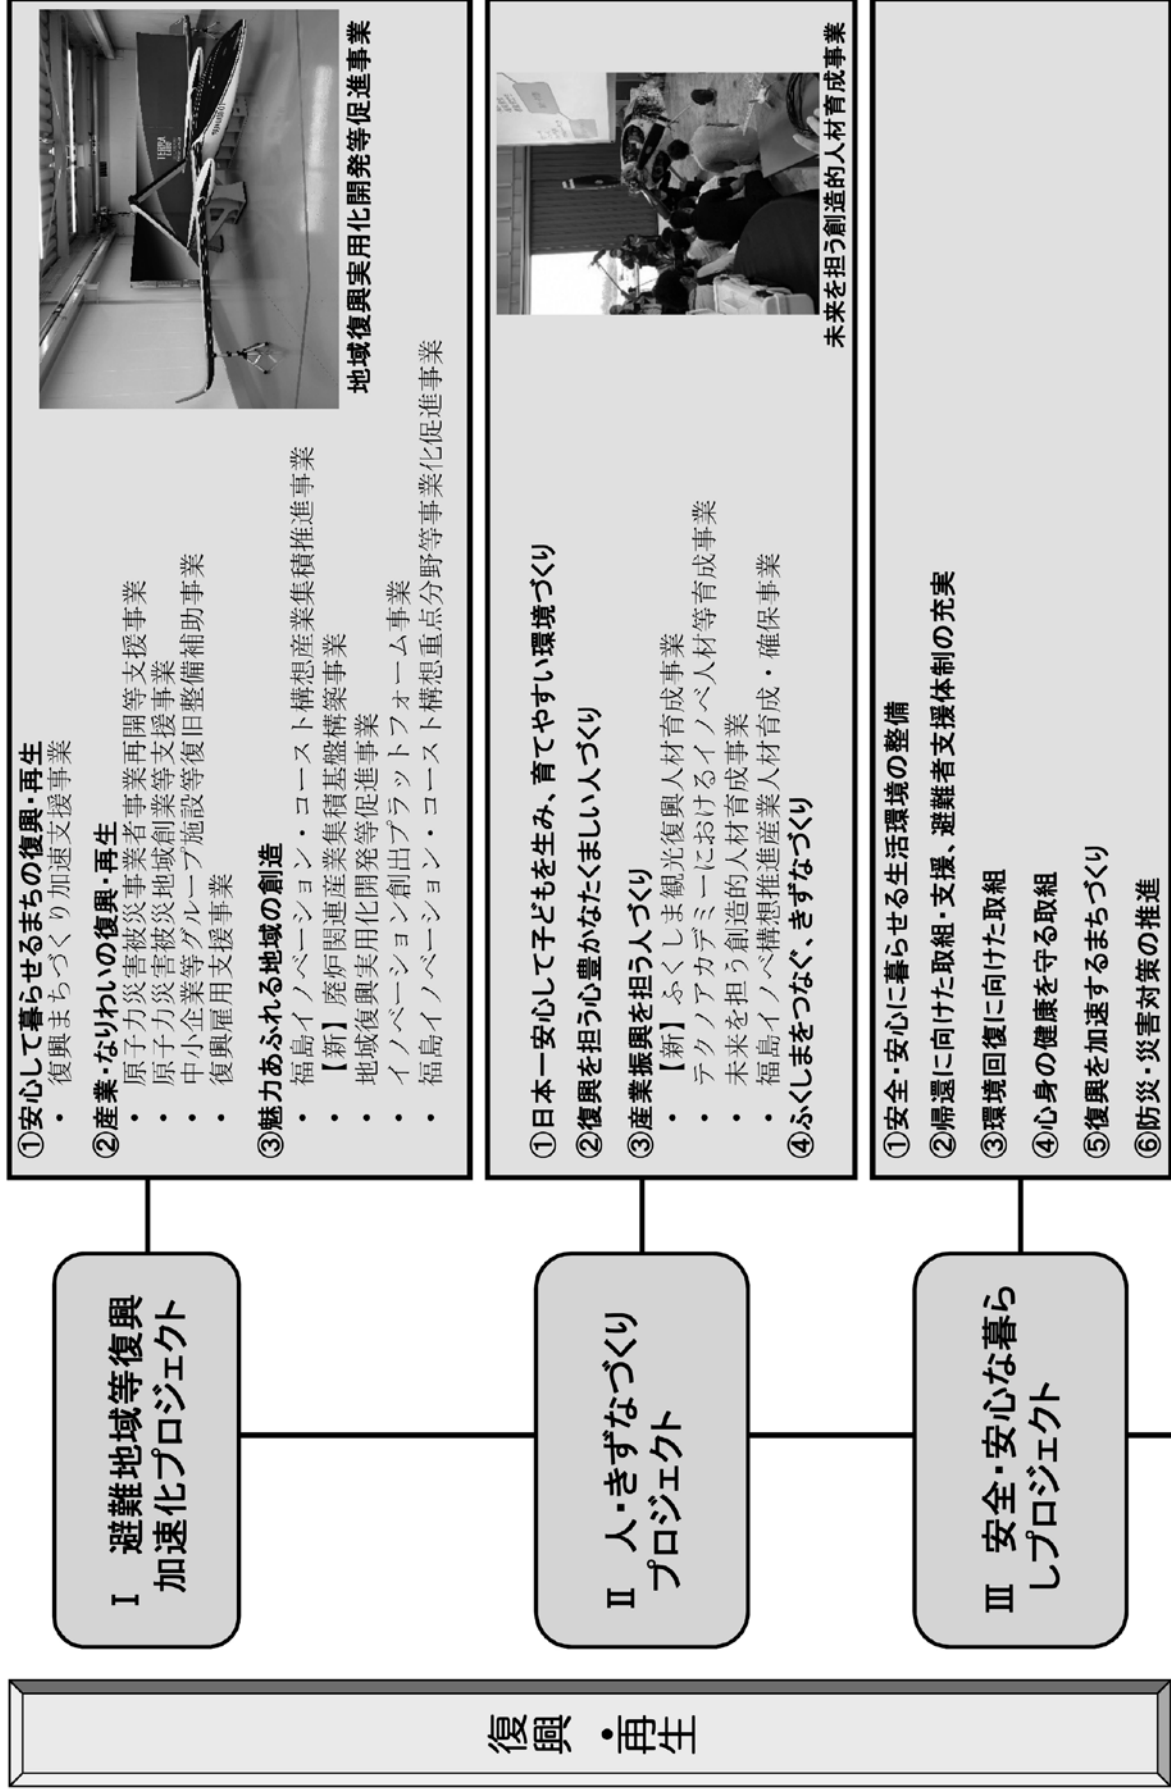 復興・再生
Ⅰ 避難地域等復興
加速化プロジェクト
①安心して暮らせるまちの復興・再生
• 復興まちづくり加速支援事業
②産業・なりわいの復興・再生
• 原子力災害被災事業者事業再開等支援事業
• 原子力災害被災地域創業等支援事業
• 中小企業等グループ施設等復旧整備補助事業
• 復興雇用支援事業
③魅力あふれる地域の創造
• 福島イノベーション・コースト構想産業集積推進事業
• 【新】廃炉関連産業集積基盤構築事業
• 地域復興実用化開発等促進事業
• イノベーション創出プラットフォーム事業
• 福島イノベーション・コースト構想重点分野等事業化促進事業
地域復興実用化開発等促進事業
Ⅱ 人・きずなづくり
プロジェクト
①日本一安心して子どもを生み、育てやすい環境づくり
②復興を担う心豊かなたくましい人づくり
③産業振興を担う人づくり
• 【新】ふくしま観光復興人材育成事業
• テクノアカデミーにおけるイノベ人材等育成事業
• 未来を担う創造的人材育成事業
• 福島イノベ構想推進産業人材育成・確保事業
④ふくしまをつなぐ、きずなづくり
未来を担う創造的人材育成事業
Ⅲ 安全・安心な暮ら
しプロジェクト
①安全・安心に暮らせる生活環境の整備
②帰還に向けた取組・支援、避難者支援体制の充実
③環境回復に向けた取組
④心身の健康を守る取組
⑤復興を加速するまちづくり
⑥防災・災害対策の推進